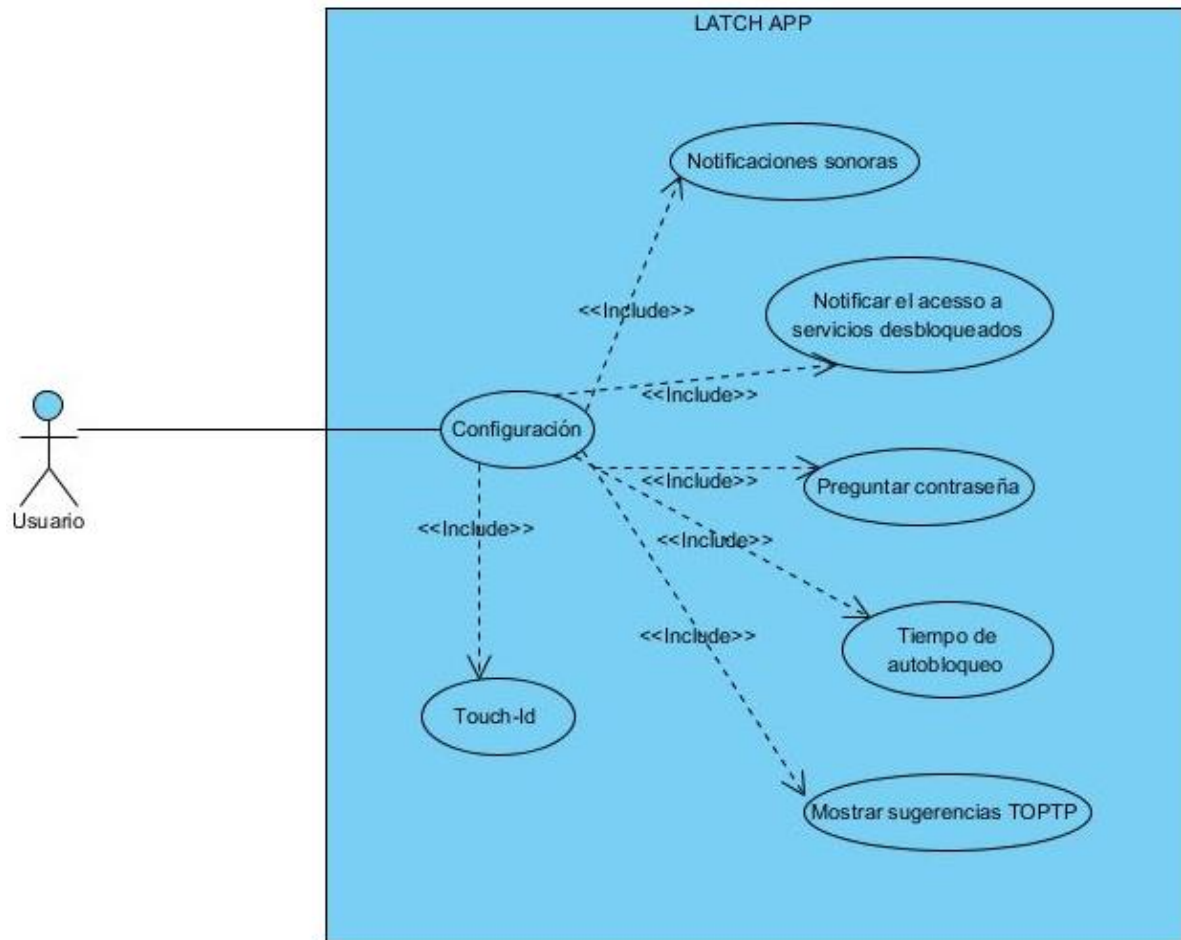 LATCH APP
Notificaciones sonoras
<<Include>>
Notificar el acesso a
servicios desbloqueados
<<Include>>
Configuración
<<Include>>
Preguntar contraseña
Usuario
<<Include>>
<<Include>>
<<Include>>
Tiempo de
autobloqueo
Touch-Id
Mostrar sugerencias TOPTP